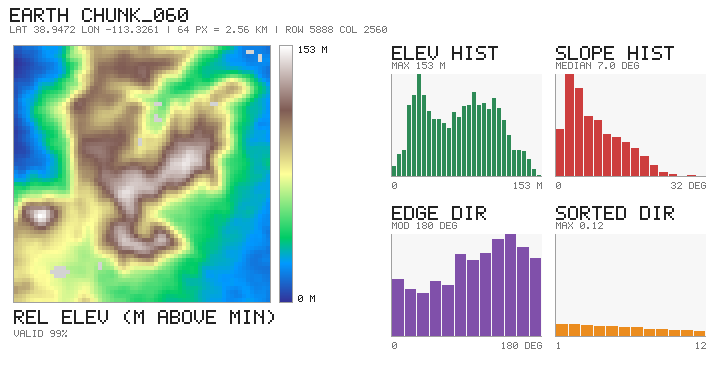 EARTH CHUNK_060
LAT 38.9472 LON -113.3261 | 64 PX = 2.56 KM | ROW 5888 COL 2560
153 M
0 M
REL ELEV (M ABOVE MIN)
VALID 99%
ELEV HIST
MAX 153 M
0 153 M
SLOPE HIST
MEDIAN 7.0 DEG
0 32 DEG
EDGE DIR
MOD 180 DEG
0 180 DEG
SORTED DIR
MAX 0.12
1 12